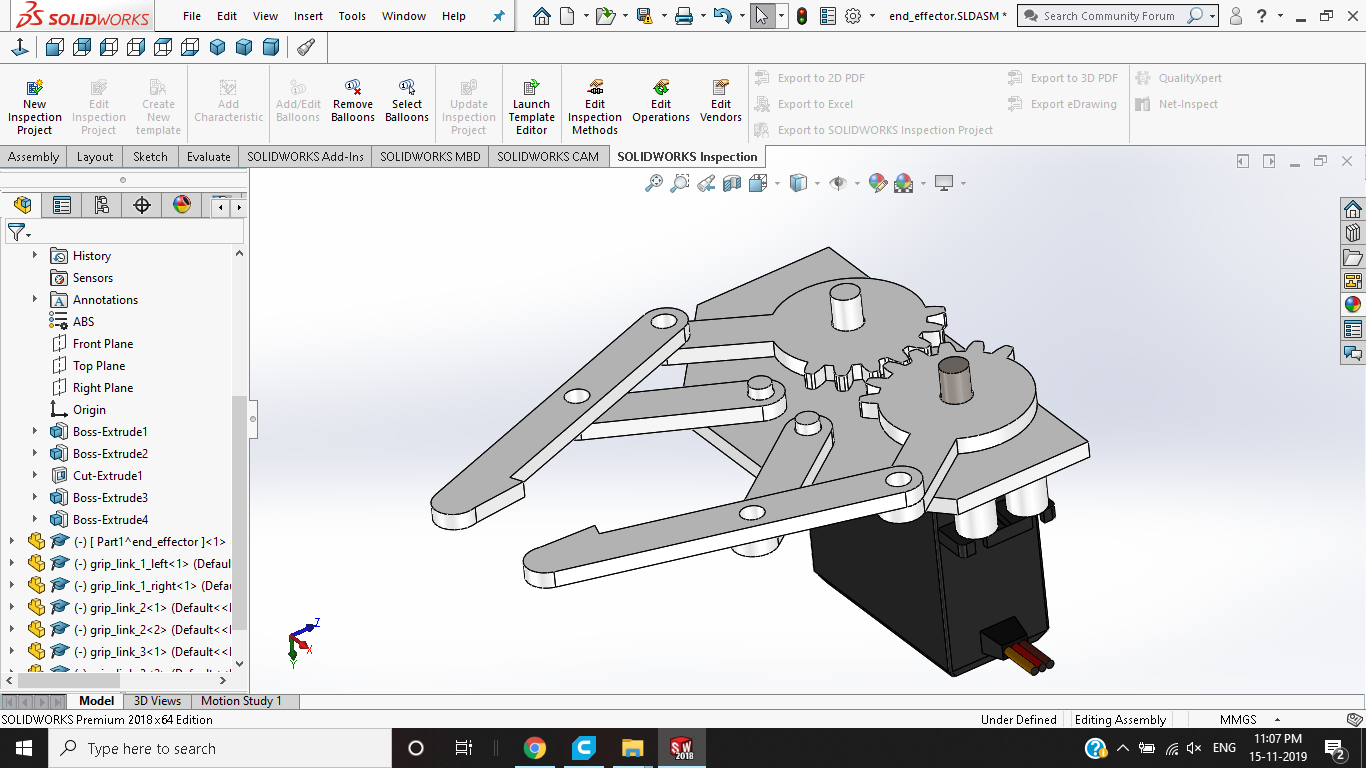 SOLIDWORKS File Edit View Insert Tools Window Help end_effector.SLDASM * Search Community Forum ?
New Inspection Project
Edit Inspection Project
Create New template
Add Characteristic
Add/Edit Balloons
Remove Balloons
Select Balloons
Update Inspection Project
Launch Template Editor
Edit Inspection Methods
Edit Operations
Edit Vendors
Export to 2D PDF
Export to Excel
Export to SOLIDWORKS Inspection Project
Export to 3D PDF
Export eDrawing
QualityXpert
Net-Inspect
Assembly Layout Sketch Evaluate SOLIDWORKS Add-Ins SOLIDWORKS MBD SOLIDWORKS CAM SOLIDWORKS Inspection
History
Sensors
Annotations
ABS
Front Plane
Top Plane
Right Plane
Origin
Boss-Extrude1
Boss-Extrude2
Cut-Extrude1
Boss-Extrude3
Boss-Extrude4
(-) [ Part1^end_effector ]<1>
(-) grip_link_1_left<1> (Defaul
(-) grip_link_1_right<1> (Defa
(-) grip_link_2<1> (Default<<
(-) grip_link_2<2> (Default<<
(-) grip_link_3<1> (Default<<
Z
X
Y
Model 3D Views Motion Study 1
SOLIDWORKS Premium 2018 x64 Edition Under Defined Editing Assembly MMGS
Type here to search
SW
2018
ENG
11:07 PM
15-11-2019
2